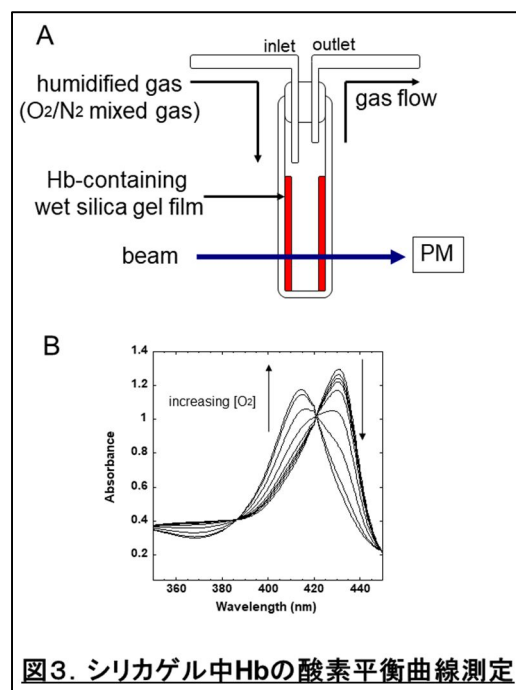 A
inlet
outlet
humidified gas
(O2/N2 mixed gas)
gas flow
Hb-containing
wet silica gel film
beam
PM
B
1.4
1.2
1
0.8
0.6
0.4
0.2
increasing [O2]
Absorbance
360 380 400 420 440
Wavelength (nm)
図３. シリカゲル中Hbの酸素平衡曲線測定